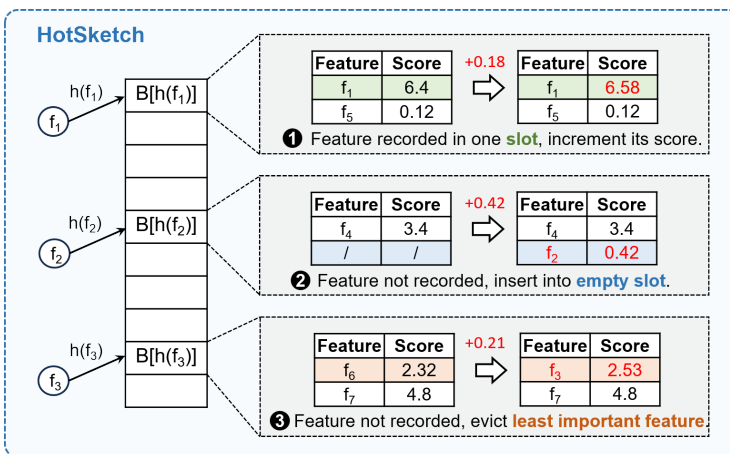 HotSketch
h(f₁)
f₁
B[h(f₁)]
Feature Score
f₁ 6.4
f₅ 0.12
+0.18
Feature Score
f₁ 6.58
f₅ 0.12
❶ Feature recorded in one slot, increment its score.
h(f₂)
f₂
B[h(f₂)]
Feature Score
f₄ 3.4
/ /
+0.42
Feature Score
f₄ 3.4
f₂ 0.42
❷ Feature not recorded, insert into empty slot.
h(f₃)
f₃
B[h(f₃)]
Feature Score
f₆ 2.32
f₇ 4.8
+0.21
Feature Score
f₃ 2.53
f₇ 4.8
❸ Feature not recorded, evict least important feature.